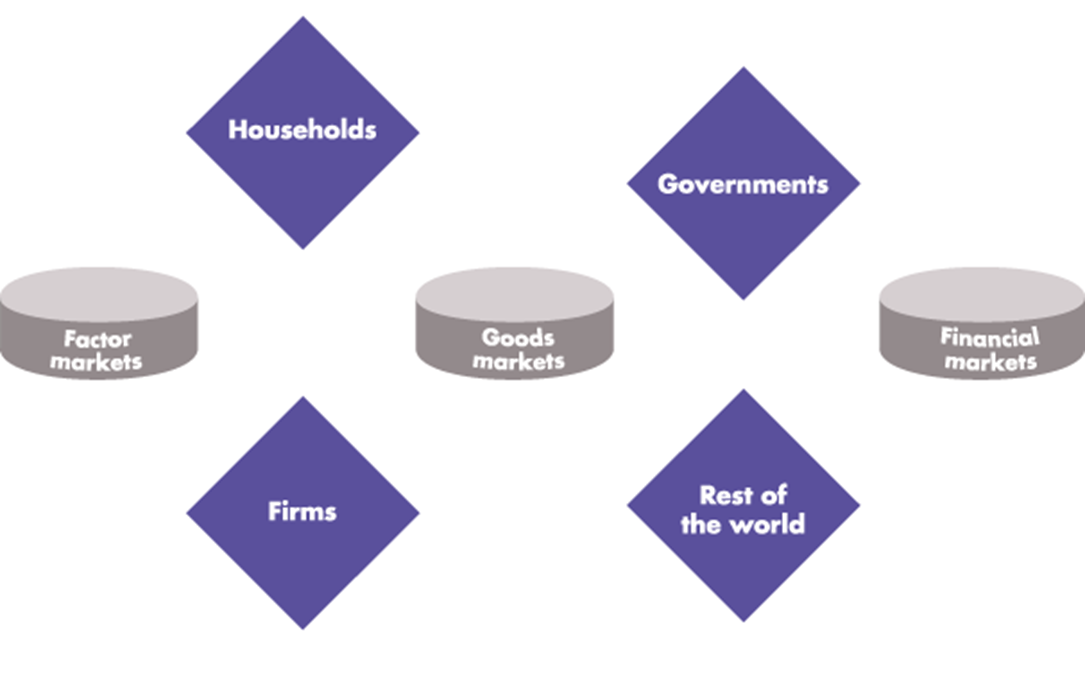 Households
Governments
Factor
markets
Goods
markets
Financial
markets
Firms
Rest of
the world